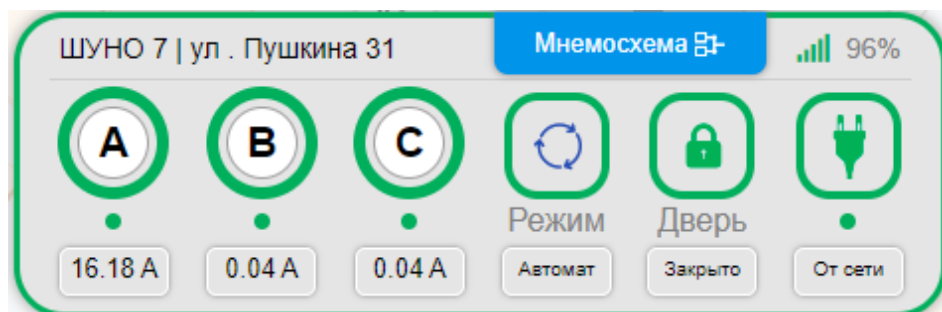 ШУНО 7 | ул . Пушкина 31
Мнемосхема
96%
A
B
C
Режим
Дверь
16.18 A
0.04 A
0.04 A
Автомат
Закрыто
От сети